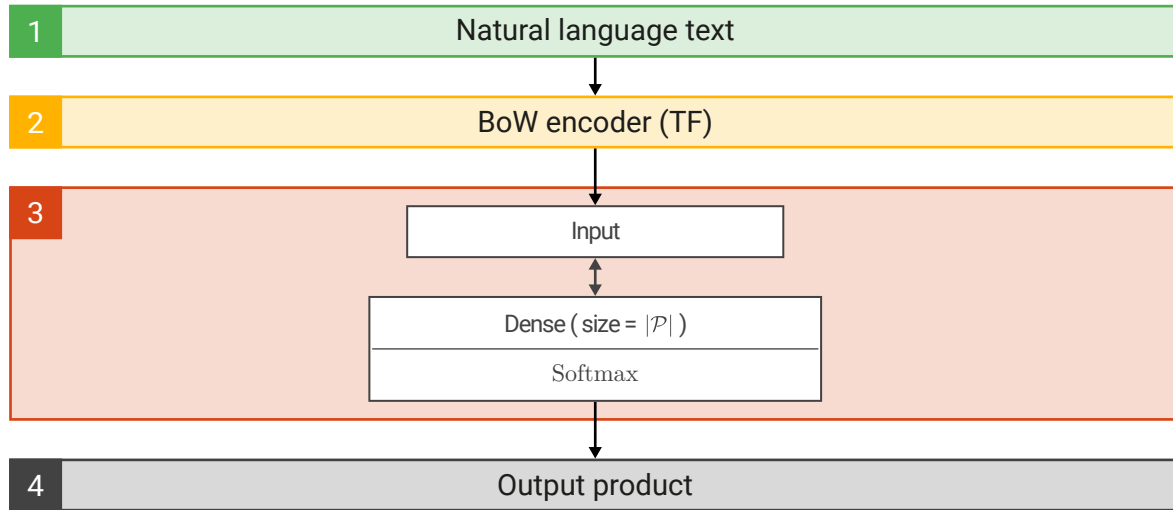 1 Natural language text
2 BoW encoder (TF)
3
Input
Dense ( size = |𝒫| )
Softmax
4 Output product